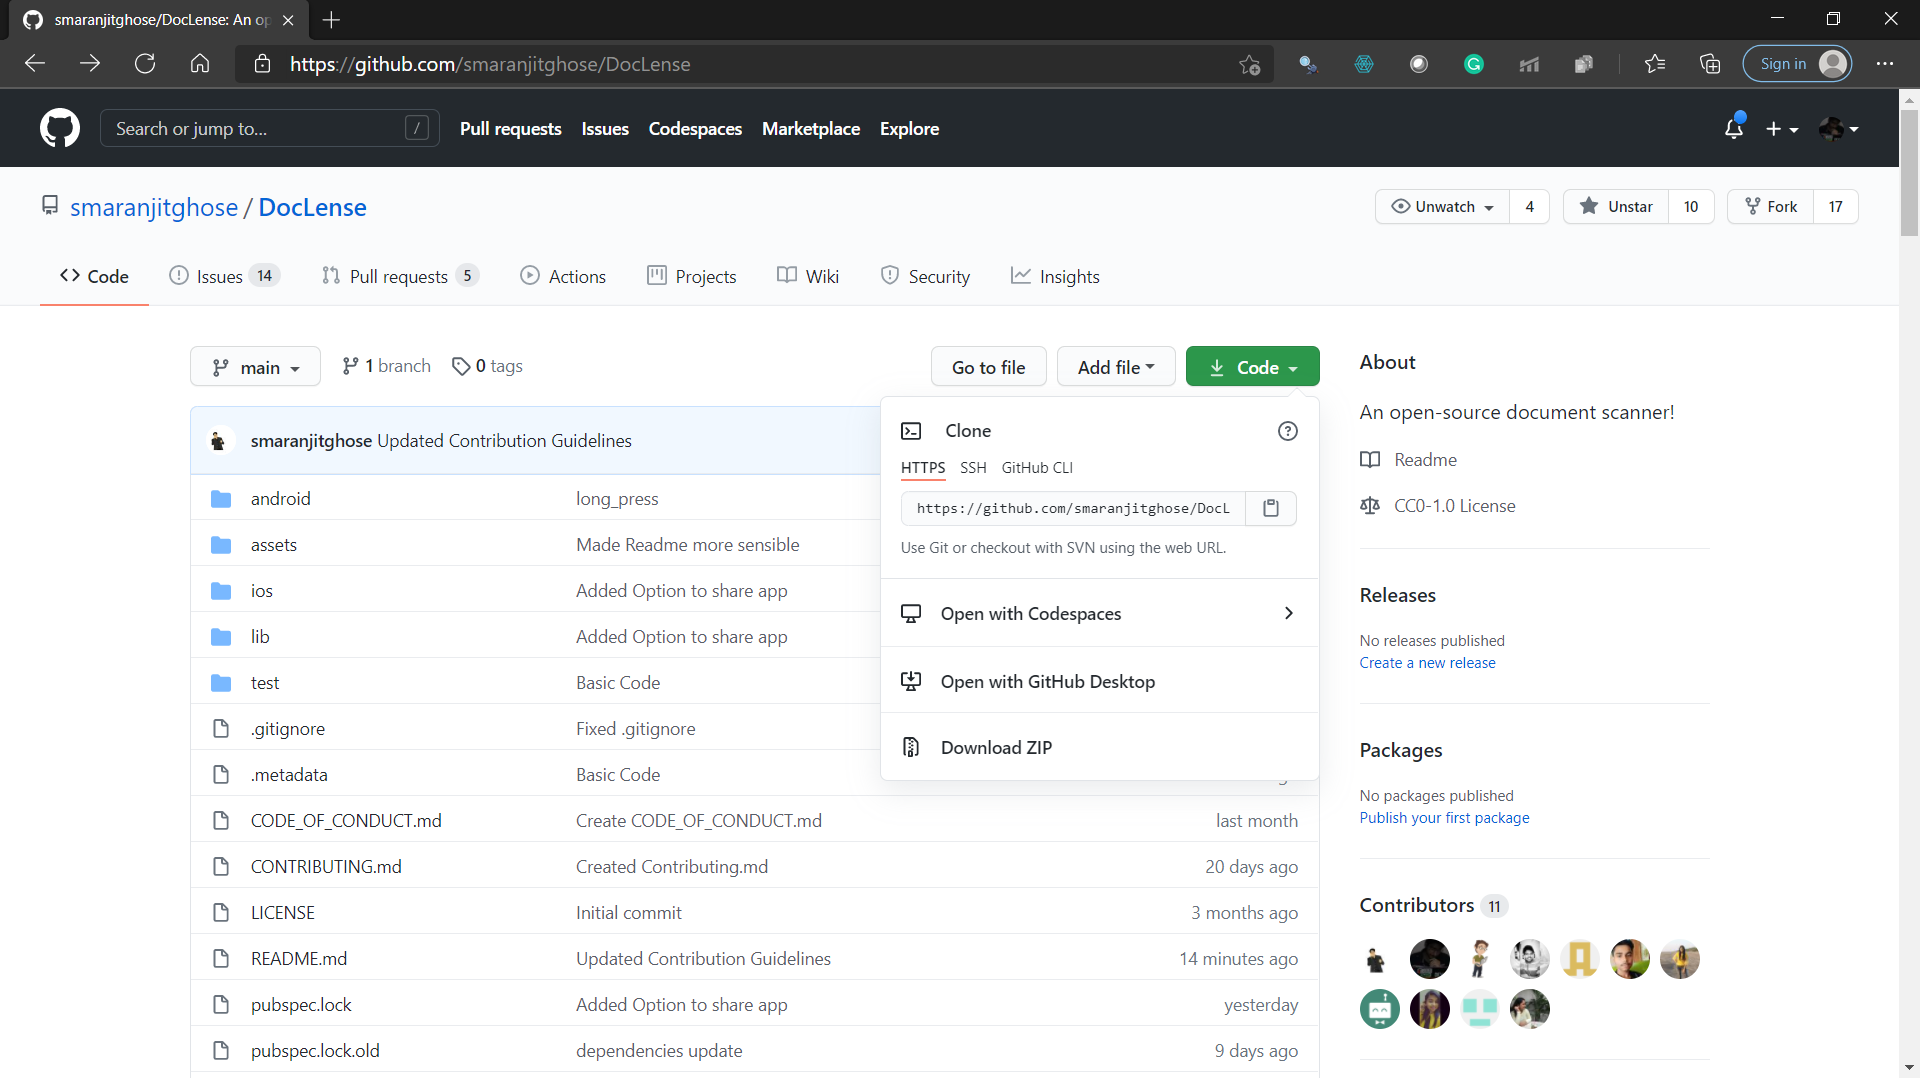 smaranjitghose/DocLense: An op
https://github.com/smaranjitghose/DocLense
Sign in
Search or jump to... /
Pull requests Issues Codespaces Marketplace Explore
smaranjitghose / DocLense
Unwatch 4 Unstar 10 Fork 17
Code Issues 14 Pull requests 5 Actions Projects Wiki Security Insights
main 1 branch 0 tags Go to file Add file Code
smaranjitghose Updated Contribution Guidelines
android long_press
assets Made Readme more sensible
ios Added Option to share app
lib Added Option to share app
test Basic Code
.gitignore Fixed .gitignore
.metadata Basic Code
CODE_OF_CONDUCT.md Create CODE_OF_CONDUCT.md last month
CONTRIBUTING.md Created Contributing.md 20 days ago
LICENSE Initial commit 3 months ago
README.md Updated Contribution Guidelines 14 minutes ago
pubspec.lock Added Option to share app yesterday
pubspec.lock.old dependencies update 9 days ago
Clone
HTTPS SSH GitHub CLI
https://github.com/smaranjitghose/DocL
Use Git or checkout with SVN using the web URL.
Open with Codespaces
Open with GitHub Desktop
Download ZIP
About
An open-source document scanner!
Readme
CC0-1.0 License
Releases
No releases published
Create a new release
Packages
No packages published
Publish your first package
Contributors 11